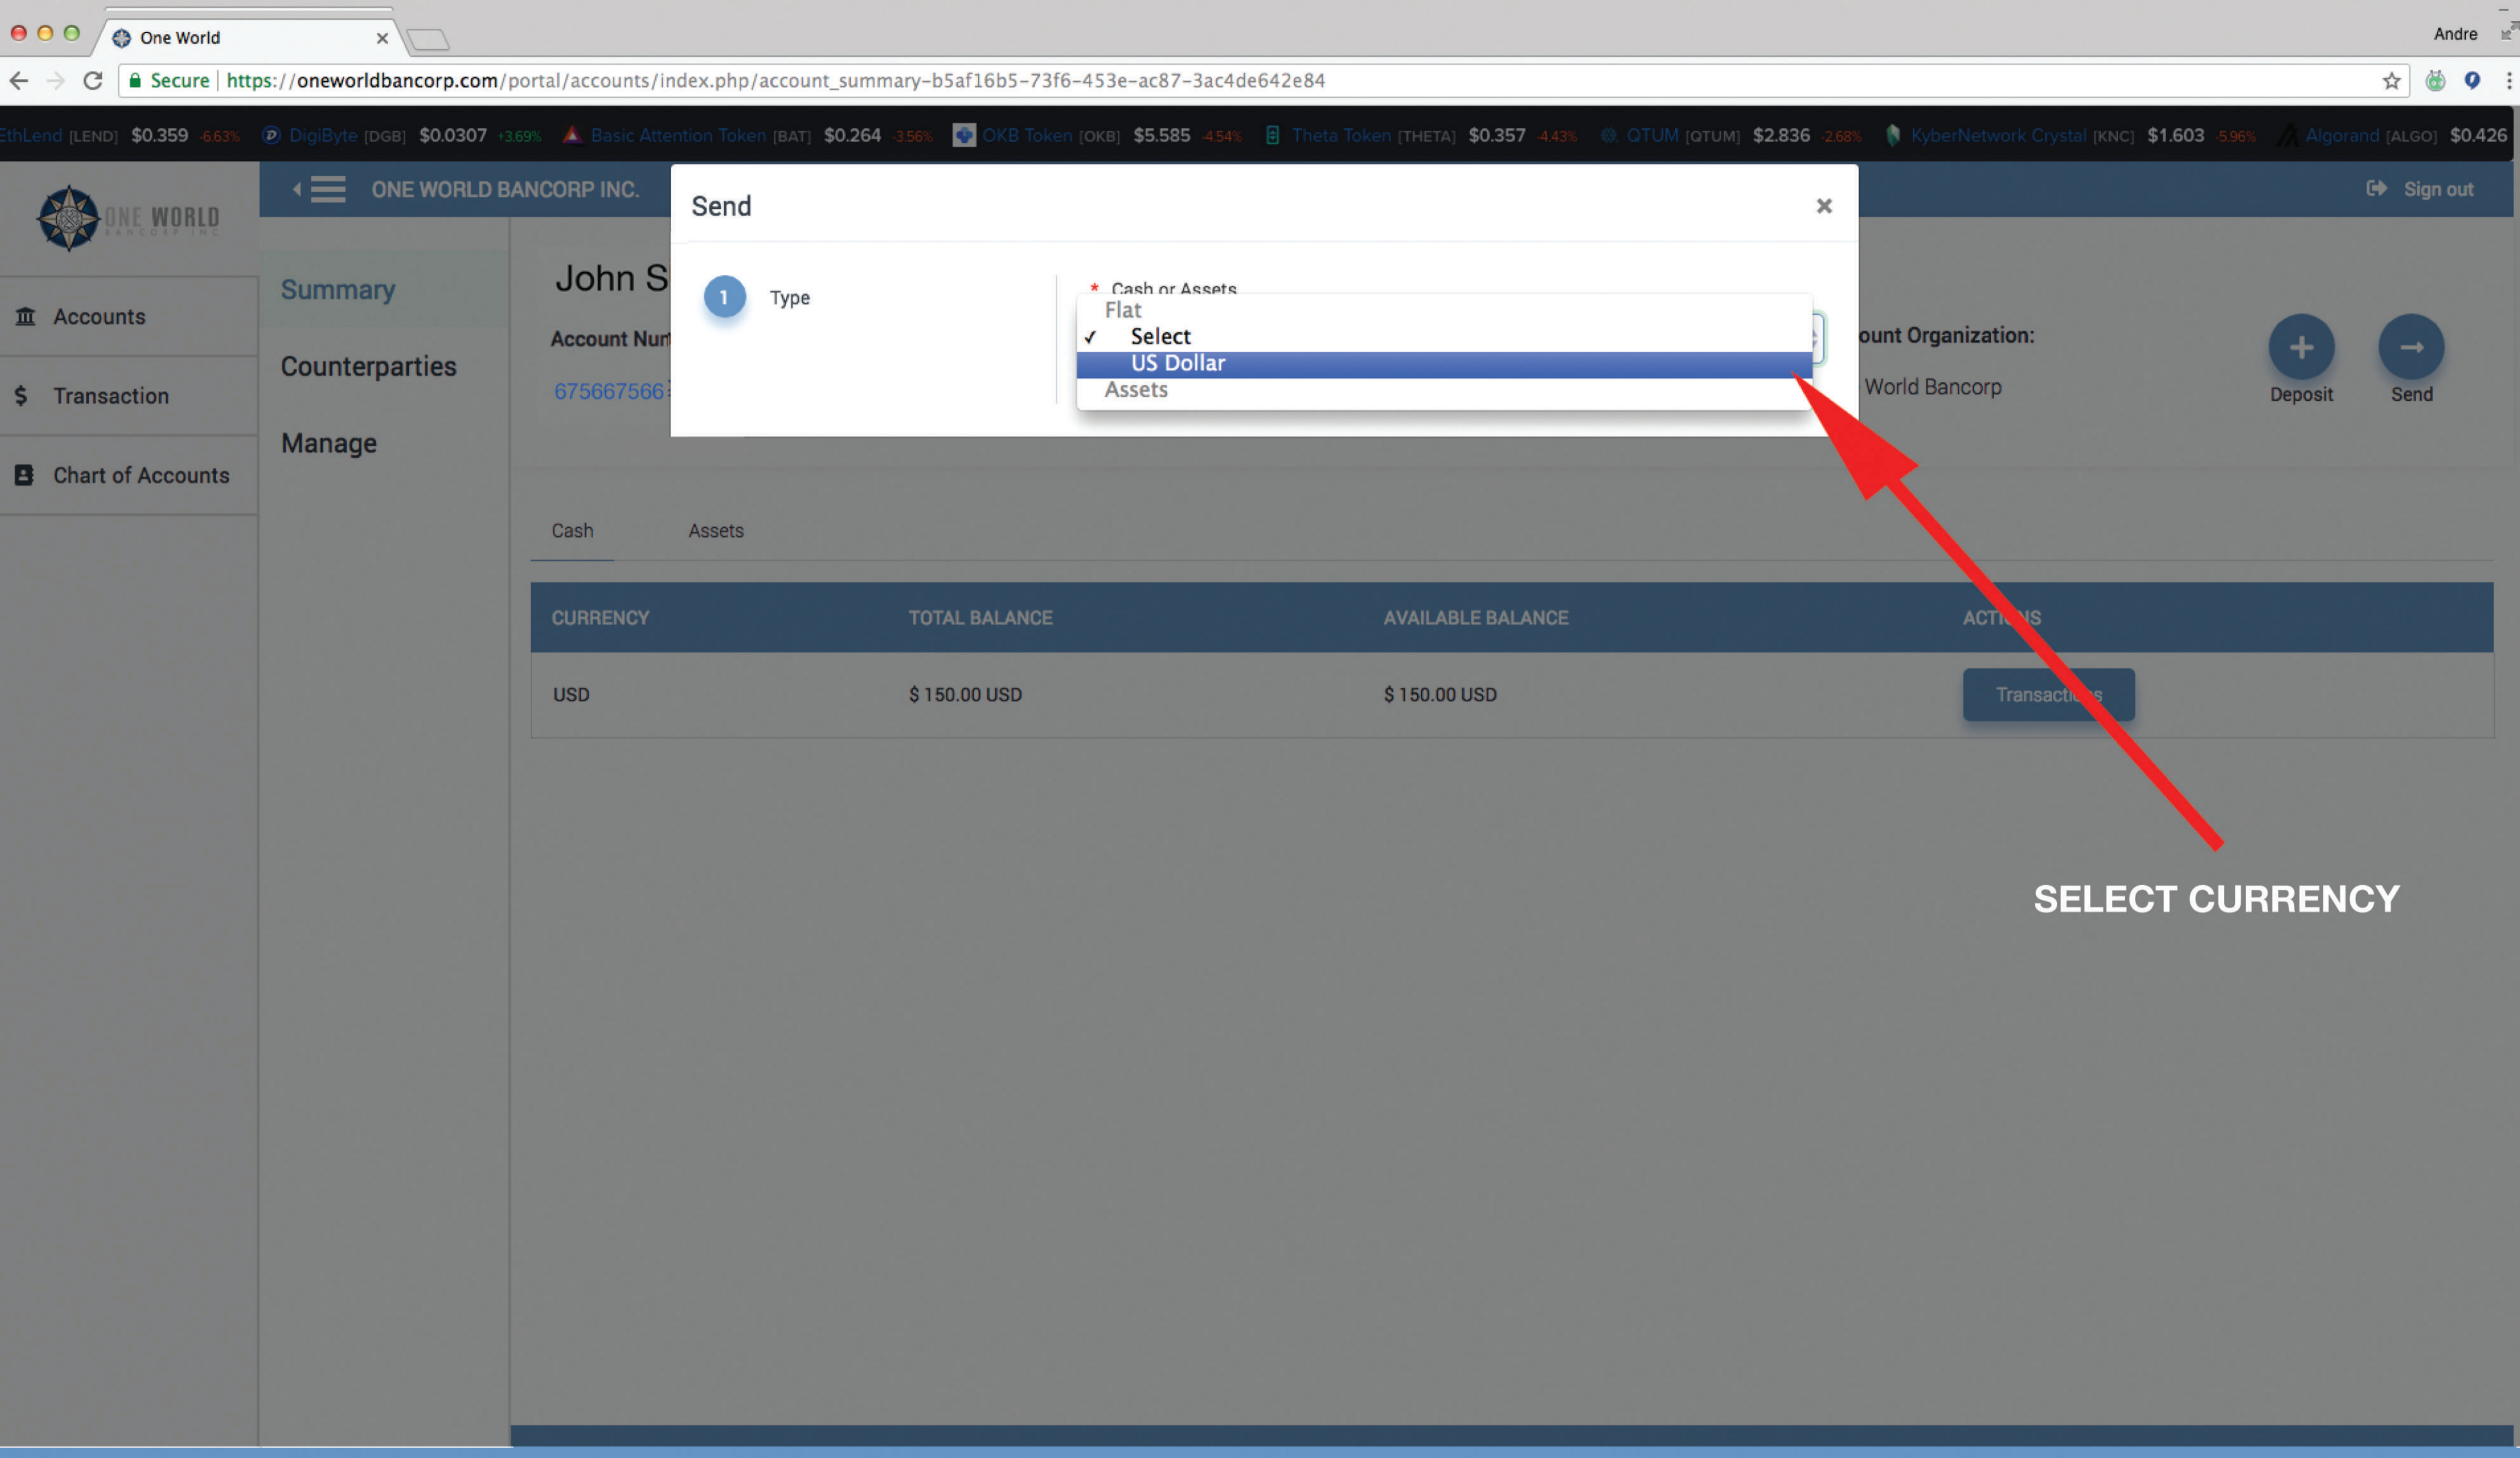 One World
Andre
Secure https://oneworldbancorp.com/portal/accounts/index.php/account_summary-b5af16b5-73f6-453e-ac87-3ac4de642e84
EthLend [LEND] $0.359 -6.63% DigiByte [DGB] $0.0307 +3.69% Basic Attention Token [BAT] $0.264 -3.56% OKB Token [OKB] $5.585 -4.54% Theta Token [THETA] $0.357 -4.43% QTUM [QTUM] $2.836 -2.68% KyberNetwork Crystal [KNC] $1.603 -5.96% Algorand [ALGO] $0.426
ONE WORLD
BANCORP INC
ONE WORLD BANCORP INC.
Sign out
Accounts
$ Transaction
Chart of Accounts
Summary
Counterparties
Manage
John S
Account Num
675667566
Send
×
1 Type
* Cash or Assets
Flat
✓ Select
US Dollar
Assets
ount Organization:
World Bancorp
Deposit
Send
Cash Assets
CURRENCY TOTAL BALANCE AVAILABLE BALANCE ACTIONS
USD $ 150.00 USD $ 150.00 USD Transactions
SELECT CURRENCY